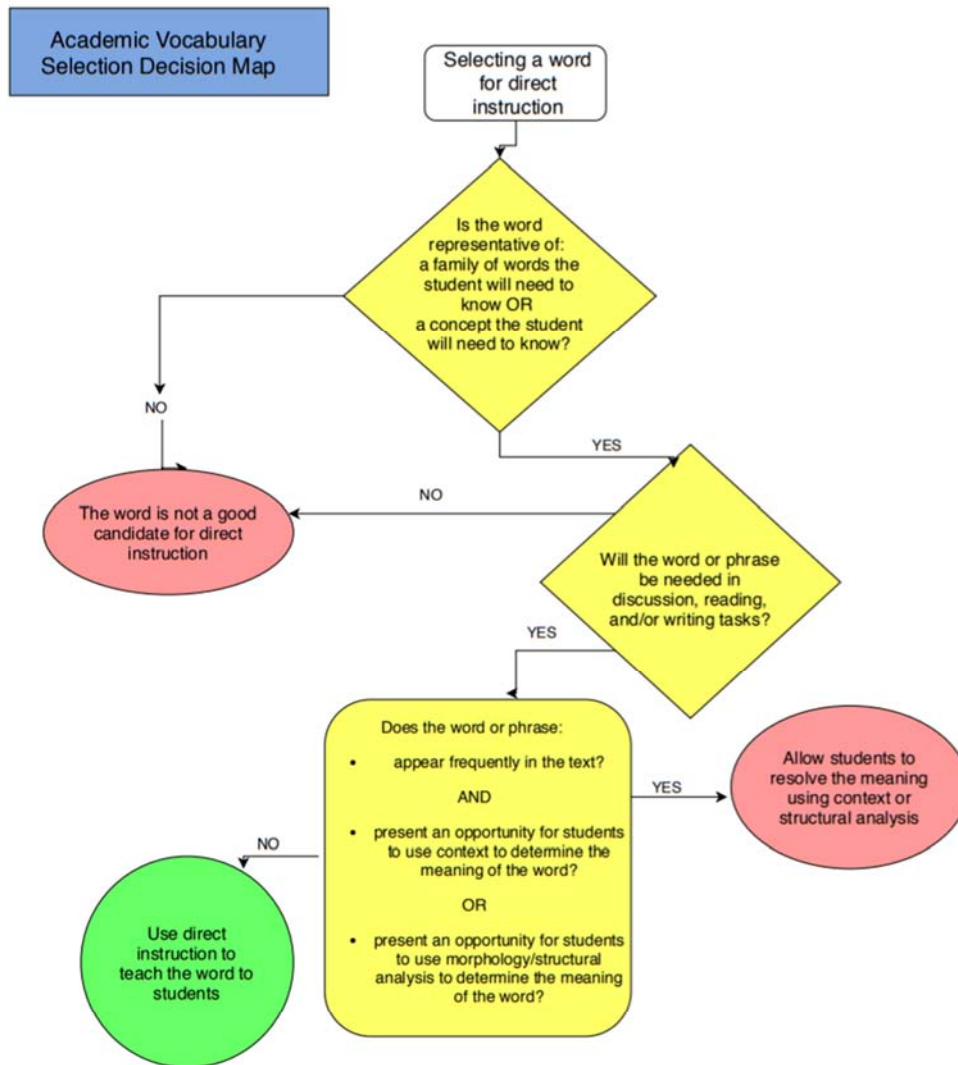 Academic Vocabulary
Selection Decision Map
Selecting a word
for direct
instruction
Is the word
representative of:
a family of words the
student will need to
know OR
a concept the student
will need to know?
NO
YES
NO
The word is not a good
candidate for direct
instruction
Will the word or phrase
be needed in
discussion, reading,
and/or writing tasks?
YES
Does the word or phrase:
• appear frequently in the text?
AND
• present an opportunity for students
to use context to determine the
meaning of the word?
OR
• present an opportunity for students
to use morphology/structural
analysis to determine the meaning
of the word?
YES
Allow students to
resolve the meaning
using context or
structural analysis
NO
Use direct
instruction to
teach the word to
students